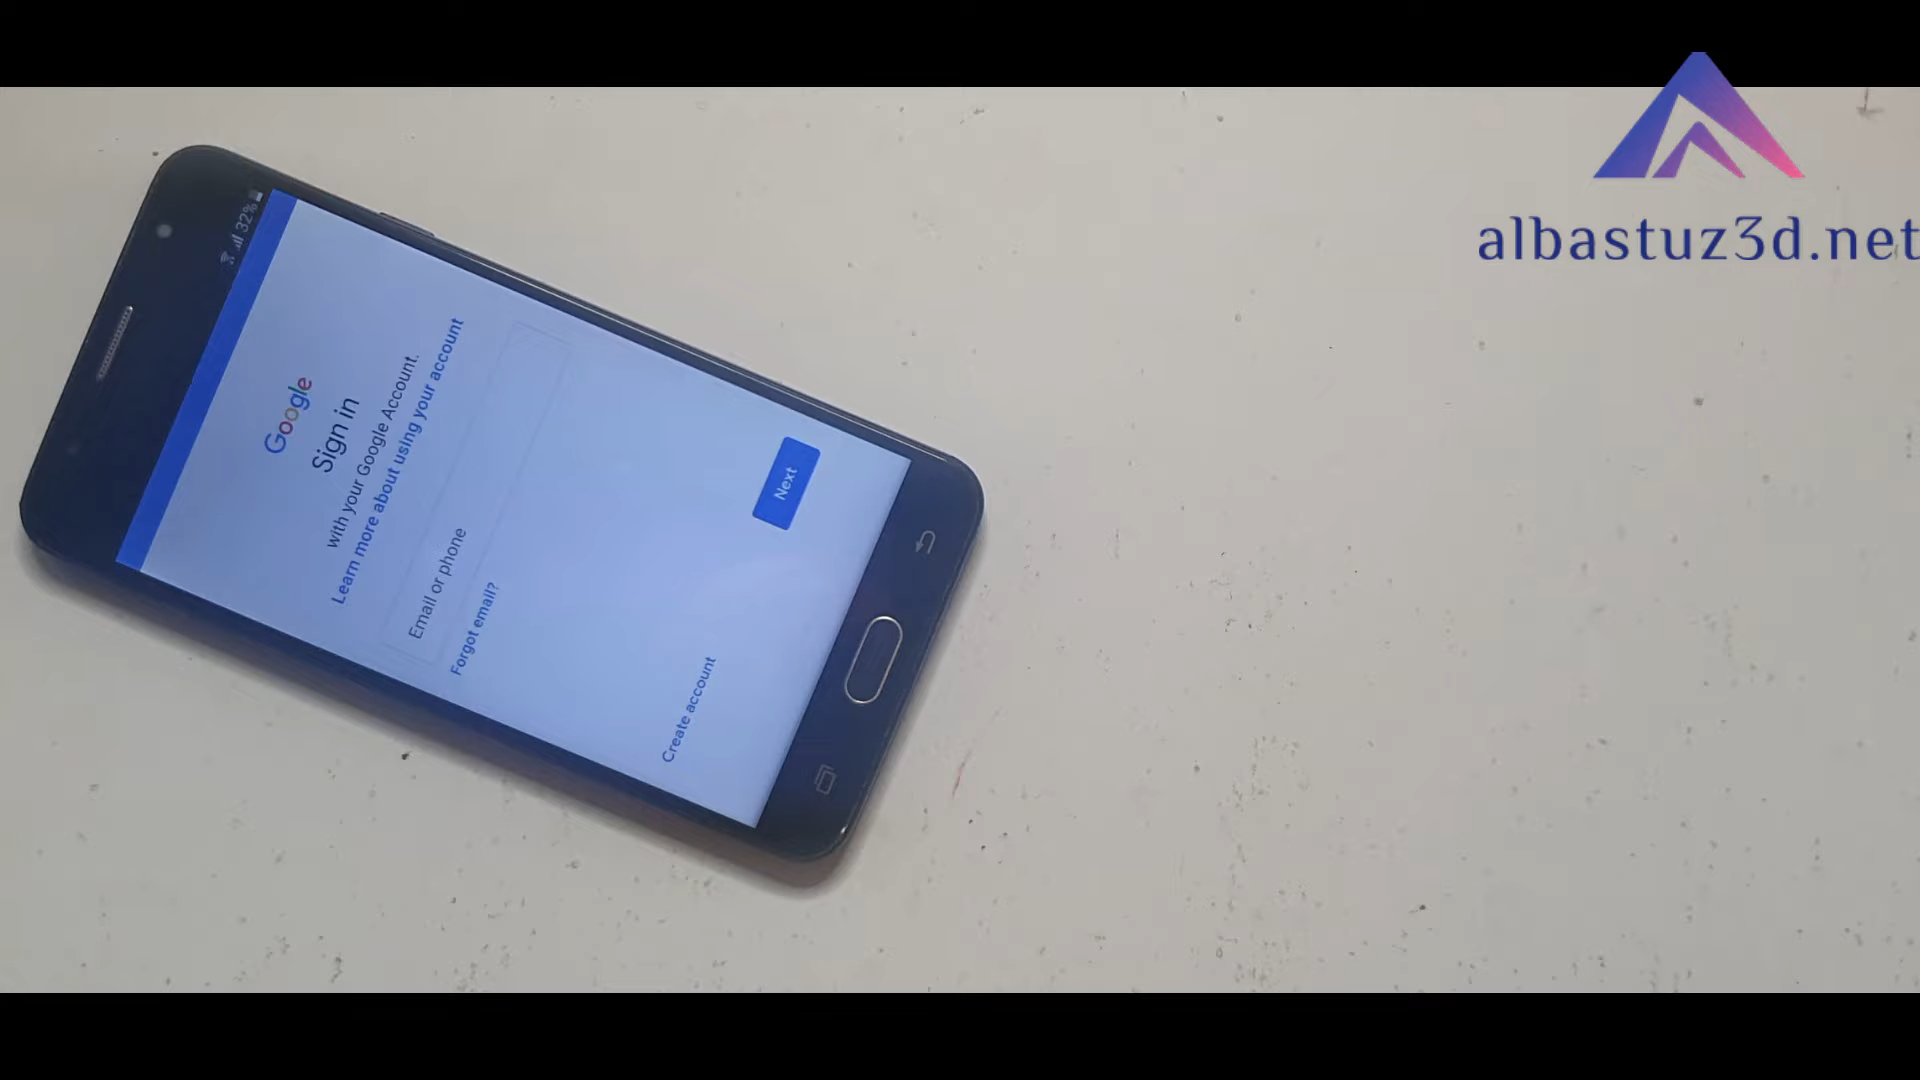 32%
Google
Sign in
with your Google Account.
Learn more about using your account
Email or phone
Forgot email?
Create account
Next
albastuz3d.net